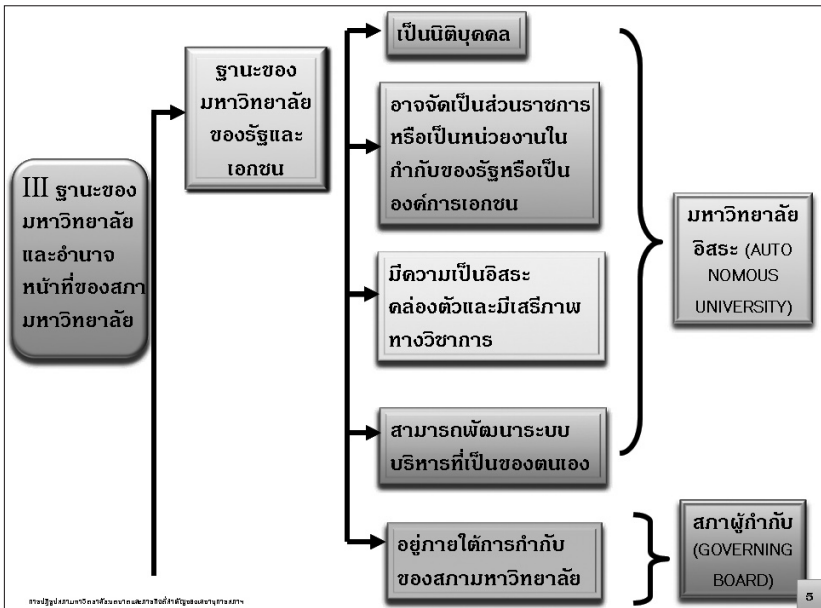 III ฐานะของ
มหาวิทยาลัย
และอำนาจ
หน้าที่ของสภา
มหาวิทยาลัย
ฐานะของ
มหาวิทยาลัย
ของรัฐและ
เอกชน
เป็นนิติบุคคล
อาจจัดเป็นส่วนราชการ
หรือเป็นหน่วยงานใน
กำกับของรัฐหรือเป็น
องค์การเอกชน
มีความเป็นอิสระ
คล่องตัวและมีเสรีภาพ
ทางวิชาการ
สามารถพัฒนาระบบ
บริหารที่เป็นของตนเอง
อยู่ภายใต้การกำกับ
ของสภามหาวิทยาลัย
มหาวิทยาลัย
อิสระ (AUTO
NOMOUS
UNIVERSITY)
สภาผู้กำกับ
(GOVERNING
BOARD)
5